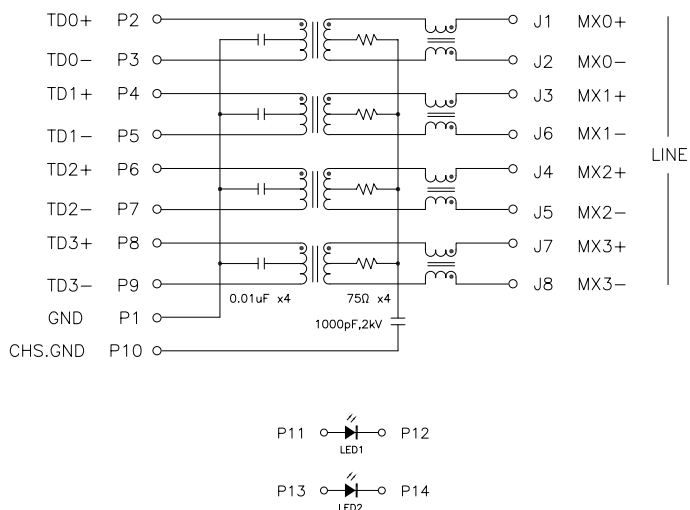 TD0+ P2 J1 MX0+
TD0- P3 J2 MX0-
TD1+ P4 J3 MX1+
TD1- P5 J6 MX1-
LINE
TD2+ P6 J4 MX2+
TD2- P7 J5 MX2-
TD3+ P8 J7 MX3+
TD3- P9 J8 MX3-
0.01uF x4 75Ω x4
GND P1
1000pF,2kV
CHS.GND P10
P11 P12
LED1
P13 P14
LED2